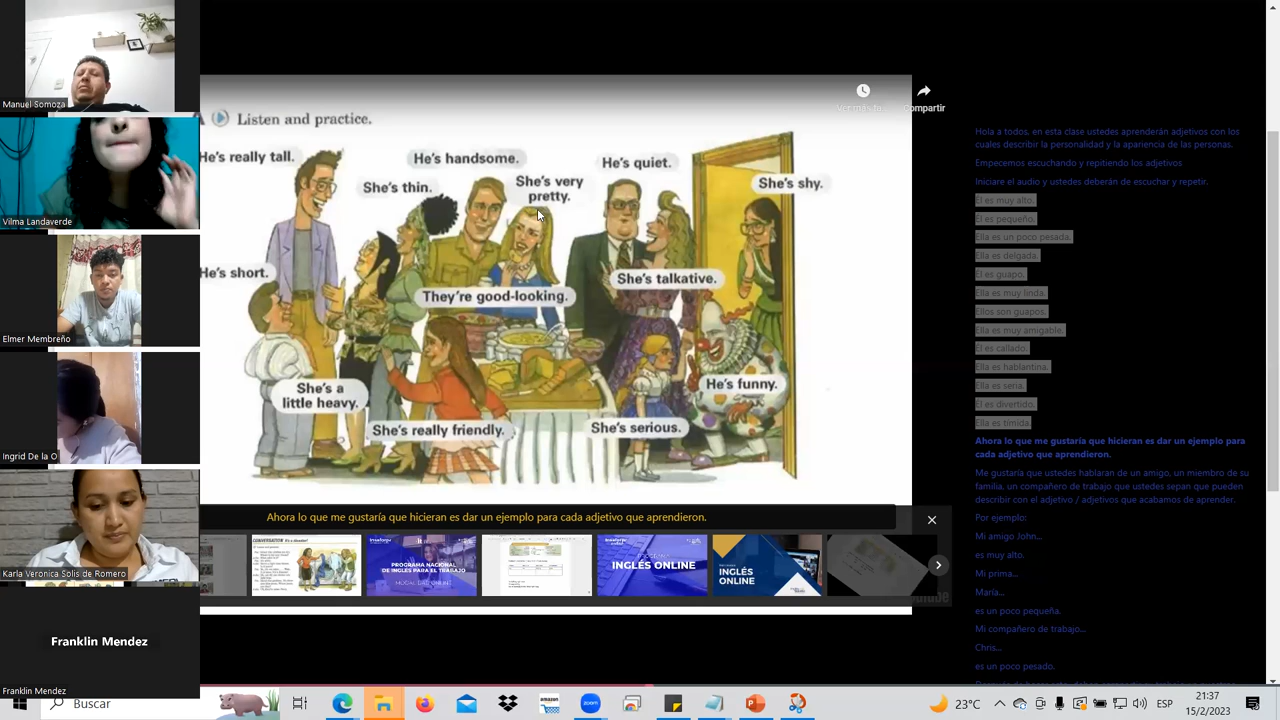 Manuel Somoza
Vilma Landaverde
Elmer Membreño
Ingrid De la O
Karla Veronica Solis de Romero
Franklin Mendez
Franklin Mendez
A Listen and practice.
He's really tall.
He's handsome.
He's quiet.
She's thin.
She's very
pretty.
She's shy.
He's short.
She's talkative.
They're good-looking.
She's a
little heavy.
He's funny.
She's really friendly.
She's serious.
Ver más ta...
Compartir
Ahora lo que me gustaría que hicieran es dar un ejemplo para cada adjetivo que aprendieron.
CONVERSATION It's a disaster!
PROGRAMA NACIONAL
DE INGLÉS PARA EL TRABAJO
MODALIDAD ONLINE
INGLÉS ONLINE
INGLÉS
ONLINE
Hola a todos, en esta clase ustedes aprenderán adjetivos con los
cuales describir la personalidad y la apariencia de las personas.
Empecemos escuchando y repitiendo los adjetivos
Iniciare el audio y ustedes deberán de escuchar y repetir.
Él es muy alto.
Él es pequeño.
Ella es un poco pesada.
Ella es delgada.
Él es guapo.
Ella es muy linda.
Ellos son guapos.
Ella es muy amigable.
Él es callado.
Ella es hablantina.
Ella es seria.
Él es divertido.
Ella es tímida.
Ahora lo que me gustaría que hicieran es dar un ejemplo para
cada adjetivo que aprendieron.
Me gustaría que ustedes hablaran de un amigo, un miembro de su
familia, un compañero de trabajo que ustedes sepan que pueden
describir con el adjetivo / adjetivos que acabamos de aprender.
Por ejemplo:
Mi amigo John...
es muy alto.
Mi prima...
María...
es un poco pequeña.
Mi compañero de trabajo...
Chris...
es un poco pesado.
Buscar
amazon
zoom
23°C
ESP
21:37
15/2/2023